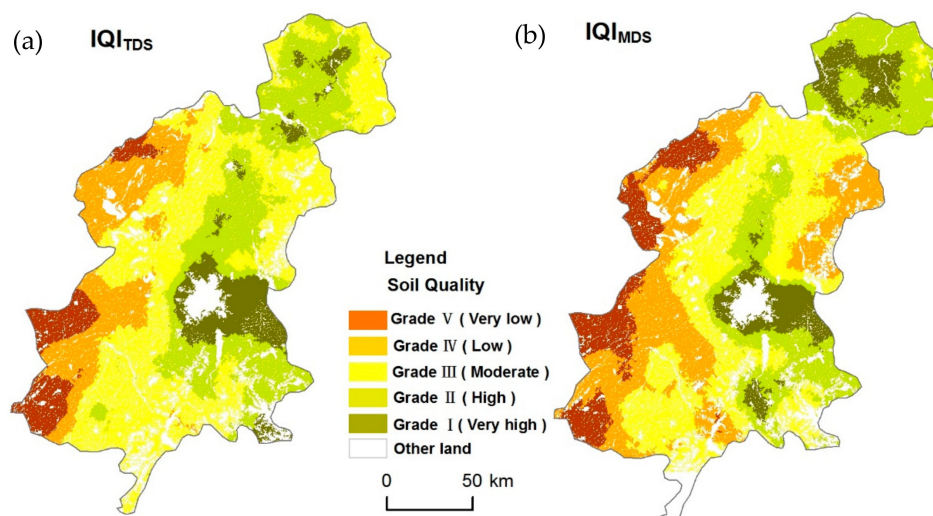 (a) IQITDS
(b) IQIMDS
Legend
Soil Quality
Grade Ⅴ ( Very low )
Grade Ⅳ ( Low )
Grade Ⅲ ( Moderate )
Grade Ⅱ ( High )
Grade Ⅰ ( Very high )
Other land
0 50 km